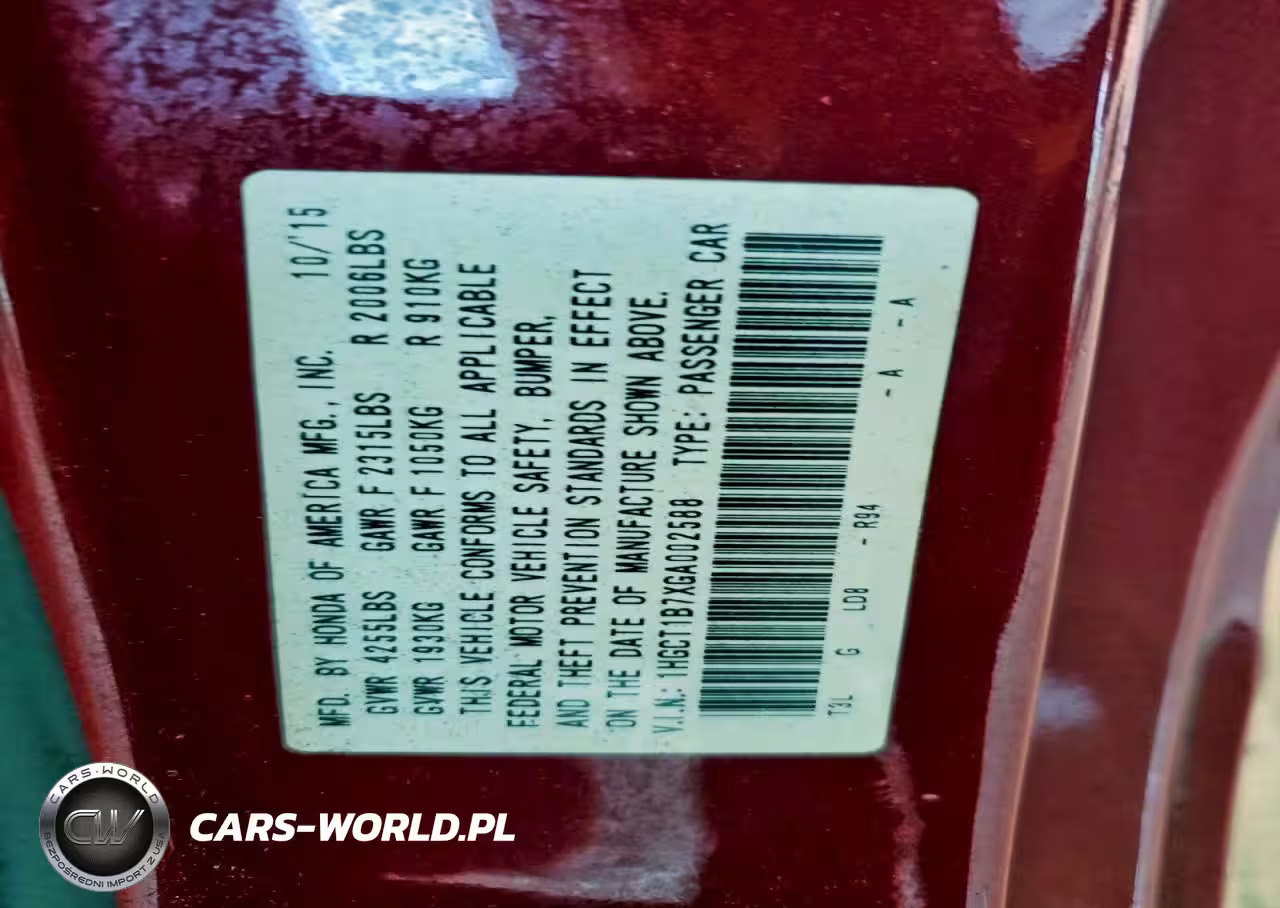 MFD. BY HONDA OF AMERICA MFG., INC. 10/'15
GVWR 4255LBS GAWR F 2315LBS R 2006LBS
GVWR 1930KG GAWR F 1050KG R 910KG
THIS VEHICLE CONFORMS TO ALL APPLICABLE
FEDERAL MOTOR VEHICLE SAFETY, BUMPER,
AND THEFT PREVENTION STANDARDS IN EFFECT
ON THE DATE OF MANUFACTURE SHOWN ABOVE.
V.I.N.: 1HGCT1B7XGA002588 TYPE: PASSENGER CAR
T3L G LD8 - R94 - A - A
CARS-WORLD
CW
BEZPOŚREDNI IMPORT Z USA
CARS-WORLD.PL